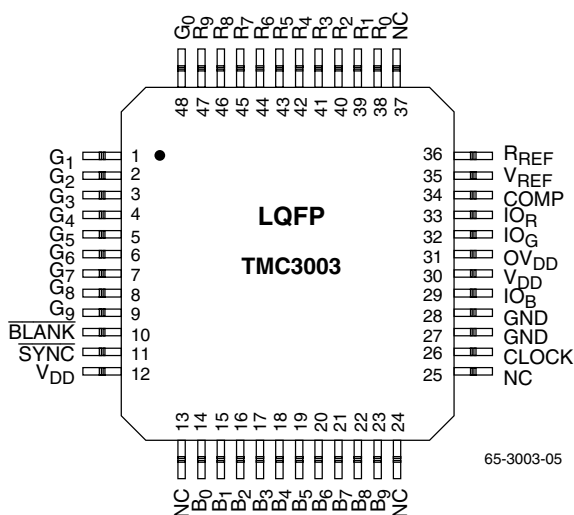 G0 R9 R8 R7 R6 R5 R4 R3 R2 R1 R0 NC
48 47 46 45 44 43 42 41 40 39 38 37
G1 1 36 RREF
G2 2 35 VREF
G3 3 34 COMP
G4 4 33 IOR
G5 5 32 IOG
G6 6 31 OVDD
G7 7 30 VDD
G8 8 29 IOB
G9 9 28 GND
BLANK 10 27 GND
SYNC 11 26 CLOCK
VDD 12 25 NC
LQFP
TMC3003
13 14 15 16 17 18 19 20 21 22 23 24
NC B0 B1 B2 B3 B4 B5 B6 B7 B8 B9 NC
65-3003-05